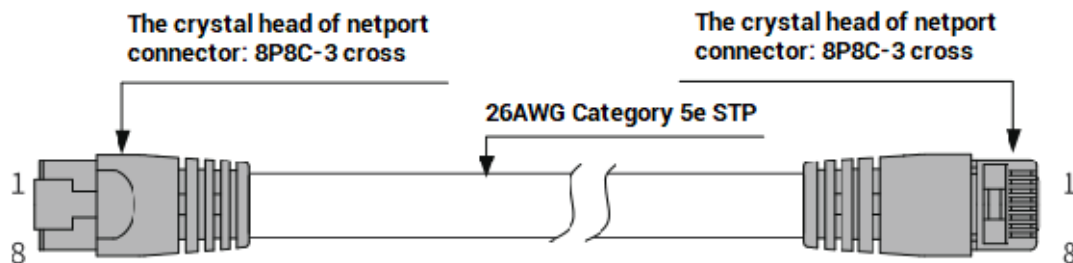 The crystal head of netport
connector: 8P8C-3 cross
The crystal head of netport
connector: 8P8C-3 cross
26AWG Category 5e STP
1
8
1
8